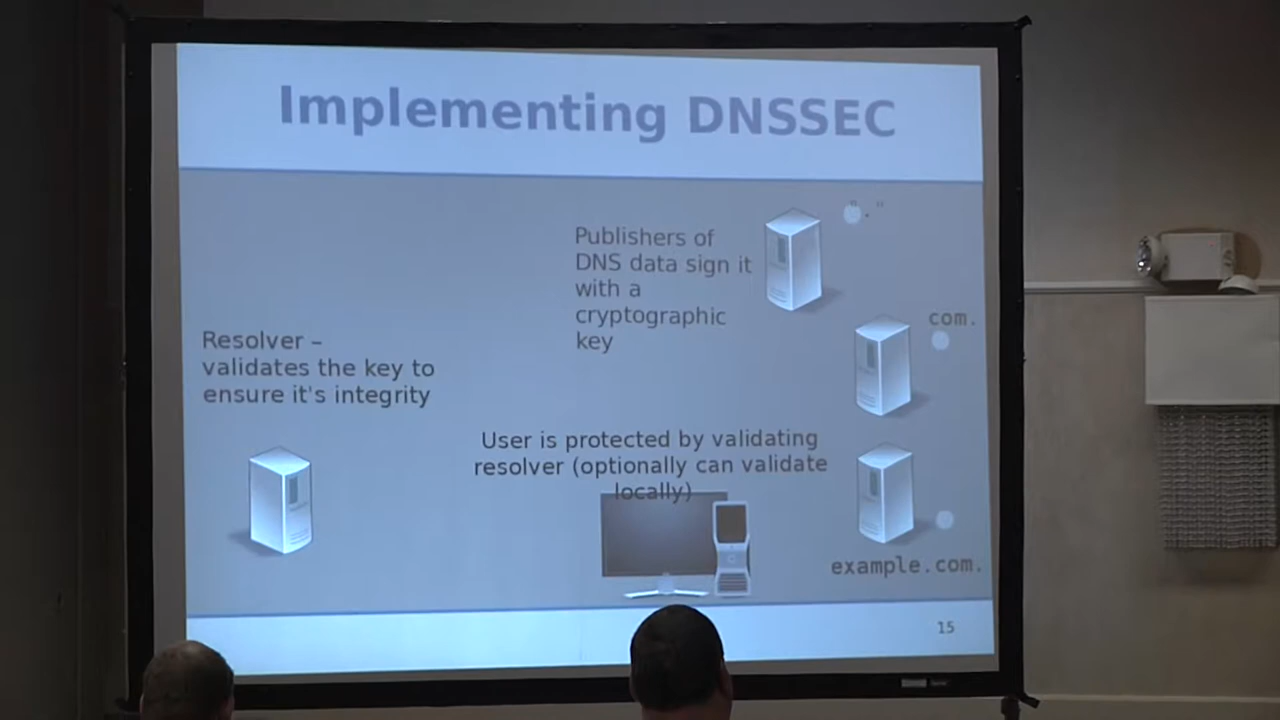 Implementing DNSSEC
"."
Publishers of
DNS data sign it
with a
cryptographic
key
com.
Resolver –
validates the key to
ensure it's integrity
User is protected by validating
resolver (optionally can validate
locally)
example.com.
15